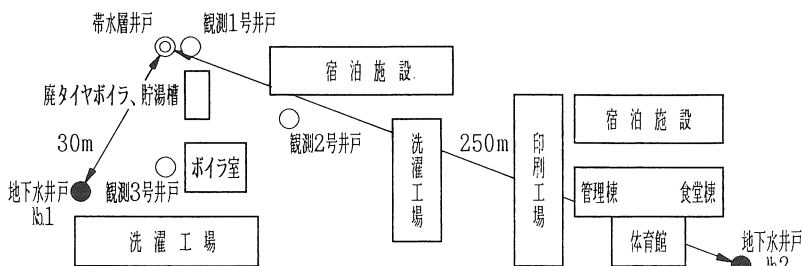 帯水層井戸
観測1号井戸
宿泊施設
廃タイヤボイラ、貯湯槽
30m
観測2号井戸
洗濯工場
250m
印刷工場
宿泊施設
ボイラ室
観測3号井戸
地下水井戸
№1
管理棟
食堂棟
洗濯工場
体育館
地下水井戸
№2